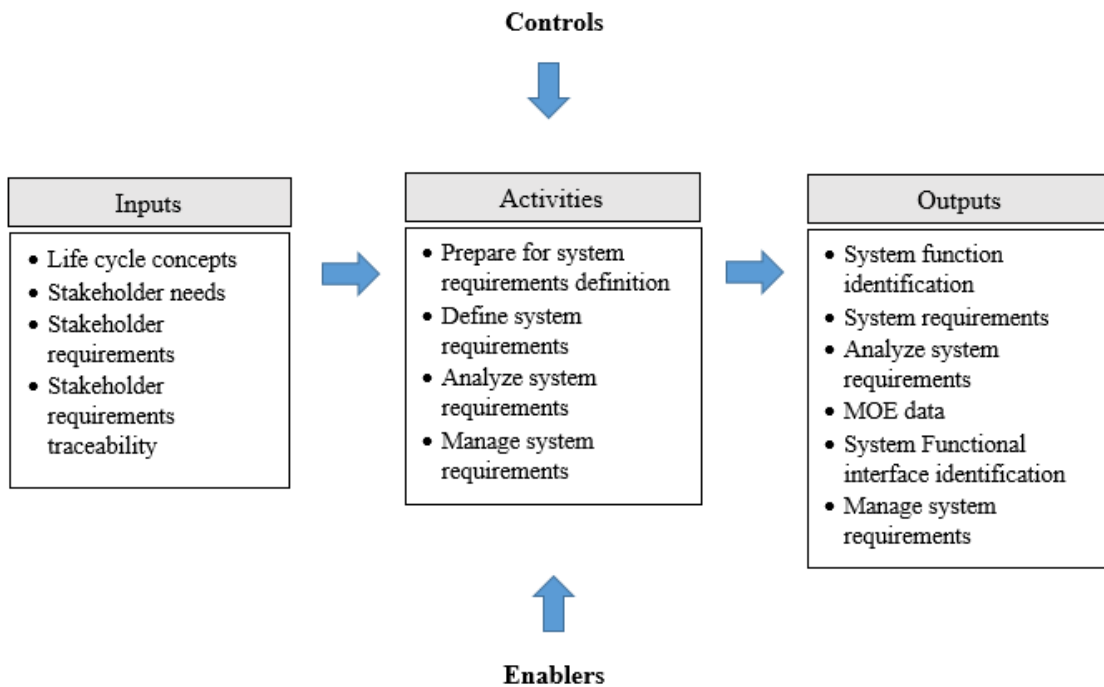 Controls
Inputs
• Life cycle concepts
• Stakeholder needs
• Stakeholder
requirements
• Stakeholder
requirements
traceability
Activities
• Prepare for system
requirements definition
• Define system
requirements
• Analyze system
requirements
• Manage system
requirements
Outputs
• System function
identification
• System requirements
• Analyze system
requirements
• MOE data
• System Functional
interface identification
• Manage system
requirements
Enablers